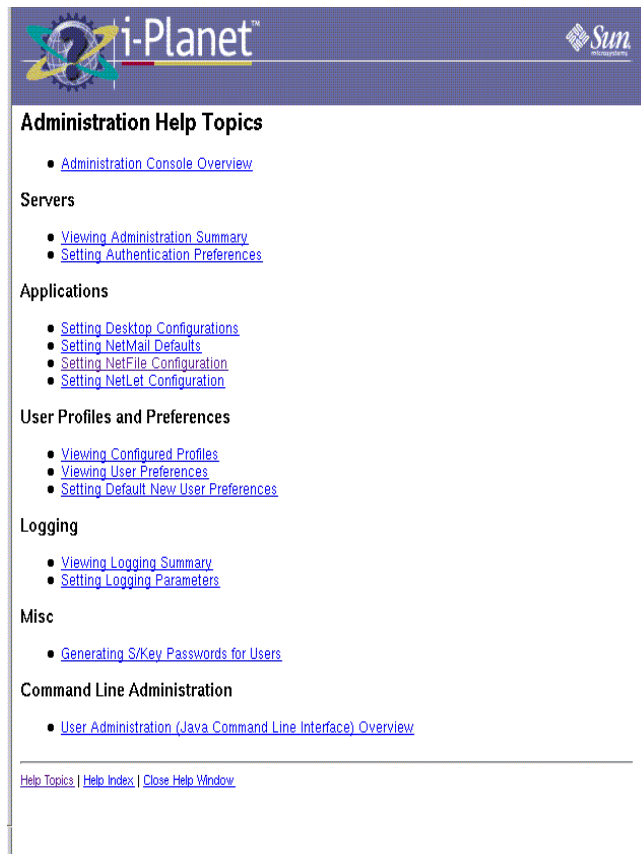 i-Planet™
Sun
microsystems
Administration Help Topics
Administration Console Overview
Servers
Viewing Administration Summary
Setting Authentication Preferences
Applications
Setting Desktop Configurations
Setting NetMail Defaults
Setting NetFile Configuration
Setting NetLet Configuration
User Profiles and Preferences
Viewing Configured Profiles
Viewing User Preferences
Setting Default New User Preferences
Logging
Viewing Logging Summary
Setting Logging Parameters
Misc
Generating S/Key Passwords for Users
Command Line Administration
User Administration (Java Command Line Interface) Overview
Help Topics | Help Index | Close Help Window